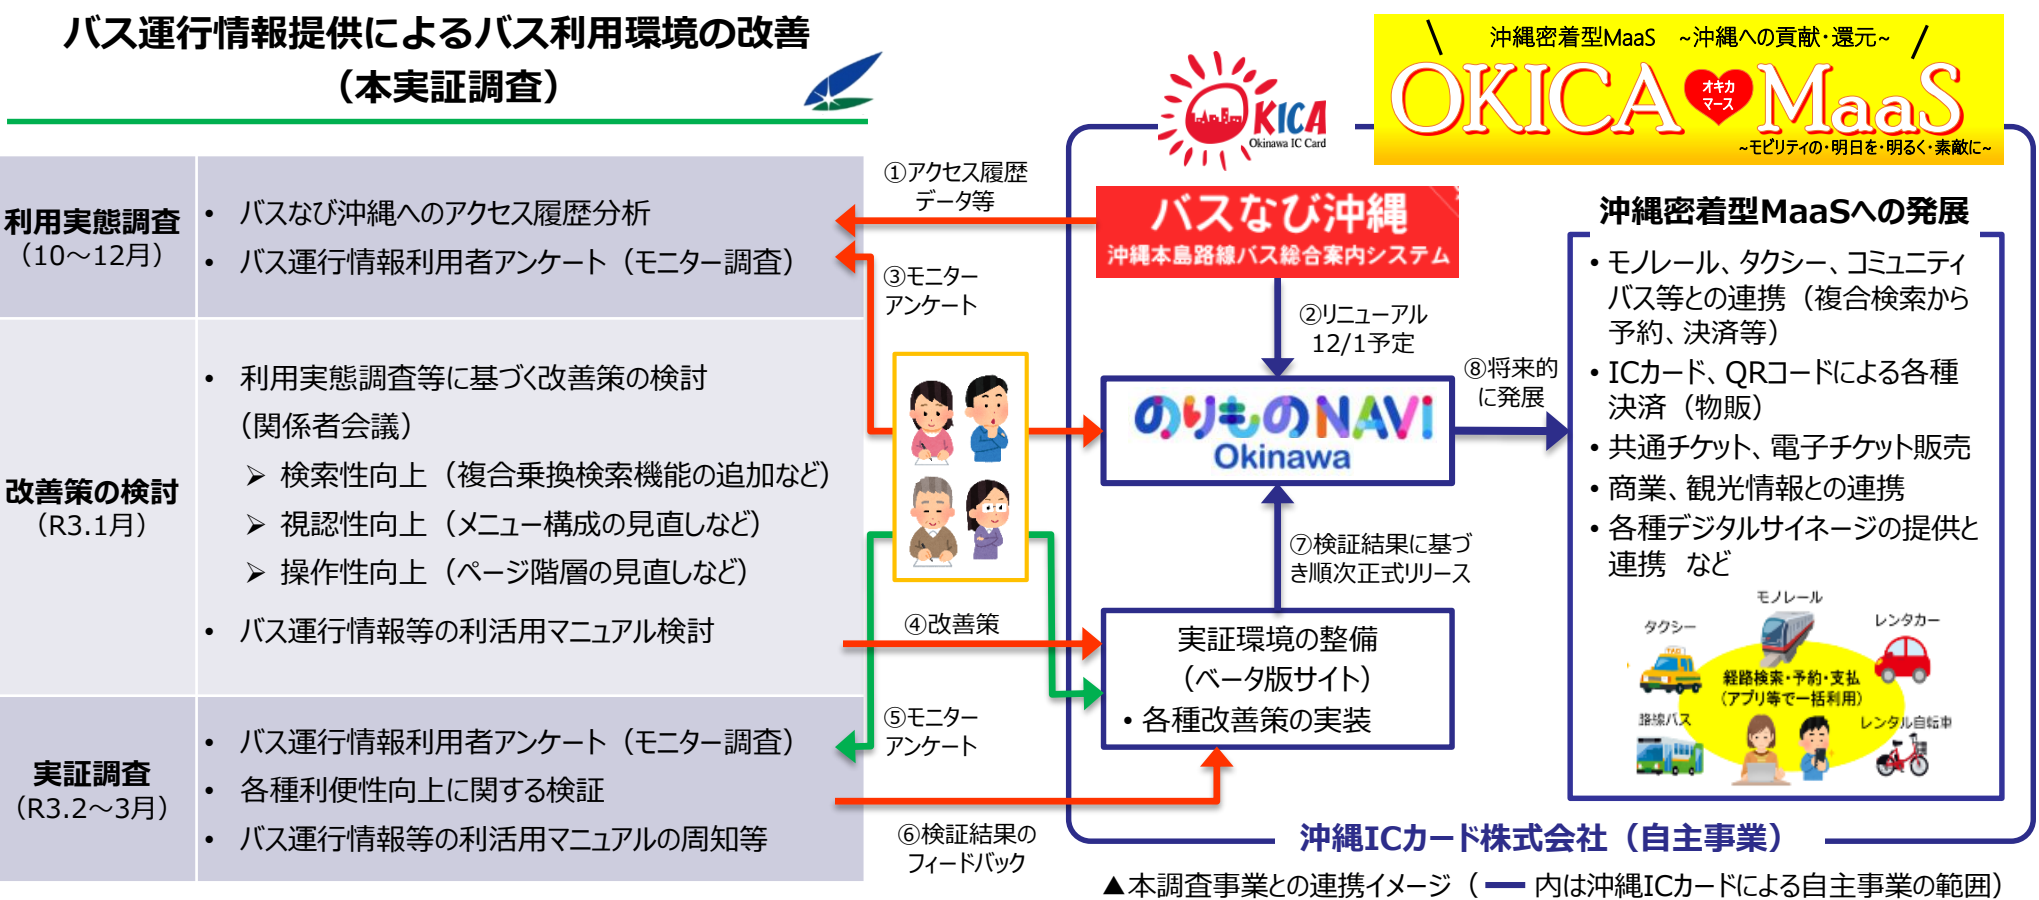 バス運行情報提供によるバス利用環境の改善
（本実証調査）
利用実態調査
（10～12月）
• バスなび沖縄へのアクセス履歴分析
• バス運行情報利用者アンケート（モニター調査）
改善策の検討
（R3.1月）
• 利用実態調査等に基づく改善策の検討
（関係者会議）
➢ 検索性向上（複合乗換検索機能の追加など）
➢ 視認性向上（メニュー構成の見直しなど）
➢ 操作性向上（ページ階層の見直しなど）
• バス運行情報等の利活用マニュアル検討
実証調査
（R3.2～3月）
• バス運行情報利用者アンケート（モニター調査）
• 各種利便性向上に関する検証
• バス運行情報等の利活用マニュアルの周知等
①アクセス履歴
データ等
③モニター
アンケート
④改善策
⑤モニター
アンケート
⑥検証結果の
フィードバック
OKICA
Okinawa IC Card
沖縄密着型MaaS ~沖縄への貢献・還元~
OKICA MaaS
オキカ
マース
~モビリティの・明日を・明るく・素敵に~
バスなび沖縄
沖縄本島路線バス総合案内システム
②リニューアル
12/1予定
のりものNAVi
Okinawa
⑧将来的
に発展
⑦検証結果に基づ
き順次正式リリース
実証環境の整備
（ベータ版サイト）
• 各種改善策の実装
沖縄密着型MaaSへの発展
• モノレール、タクシー、コミュニティ
バス等との連携（複合検索から
予約、決済等）
• ICカード、QRコードによる各種
決済（物販）
• 共通チケット、電子チケット販売
• 商業、観光情報との連携
• 各種デジタルサイネージの提供と
連携 など
モノレール
タクシー
レンタカー
TAXI
経路検索・予約・支払
（アプリ等で一括利用）
路線バス
レンタル自転車
沖縄ICカード株式会社（自主事業）
▲本調査事業との連携イメージ（ ━ 内は沖縄ICカードによる自主事業の範囲）